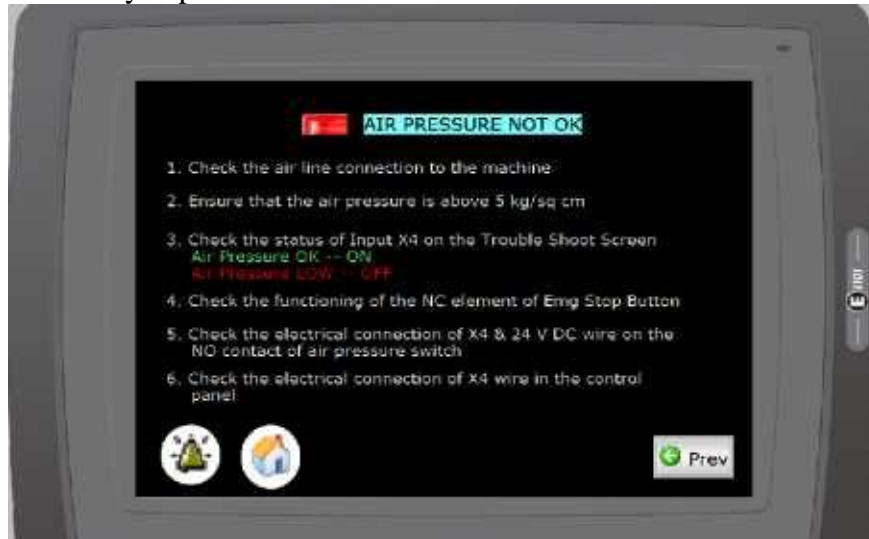 AIR PRESSURE NOT OK
1. Check the air line connection to the machine
2. Ensure that the air pressure is above 5 kg/sq cm
3. Check the status of Input X4 on the Trouble Shoot Screen
Air Pressure OK -- ON
Air Pressure LOW -- OFF
4. Check the functioning of the NC element of Emg Stop Button
5. Check the electrical connection of X4 & 24 V DC wire on the
NO contact of air pressure switch
6. Check the electrical connection of X4 wire in the control
panel
Prev